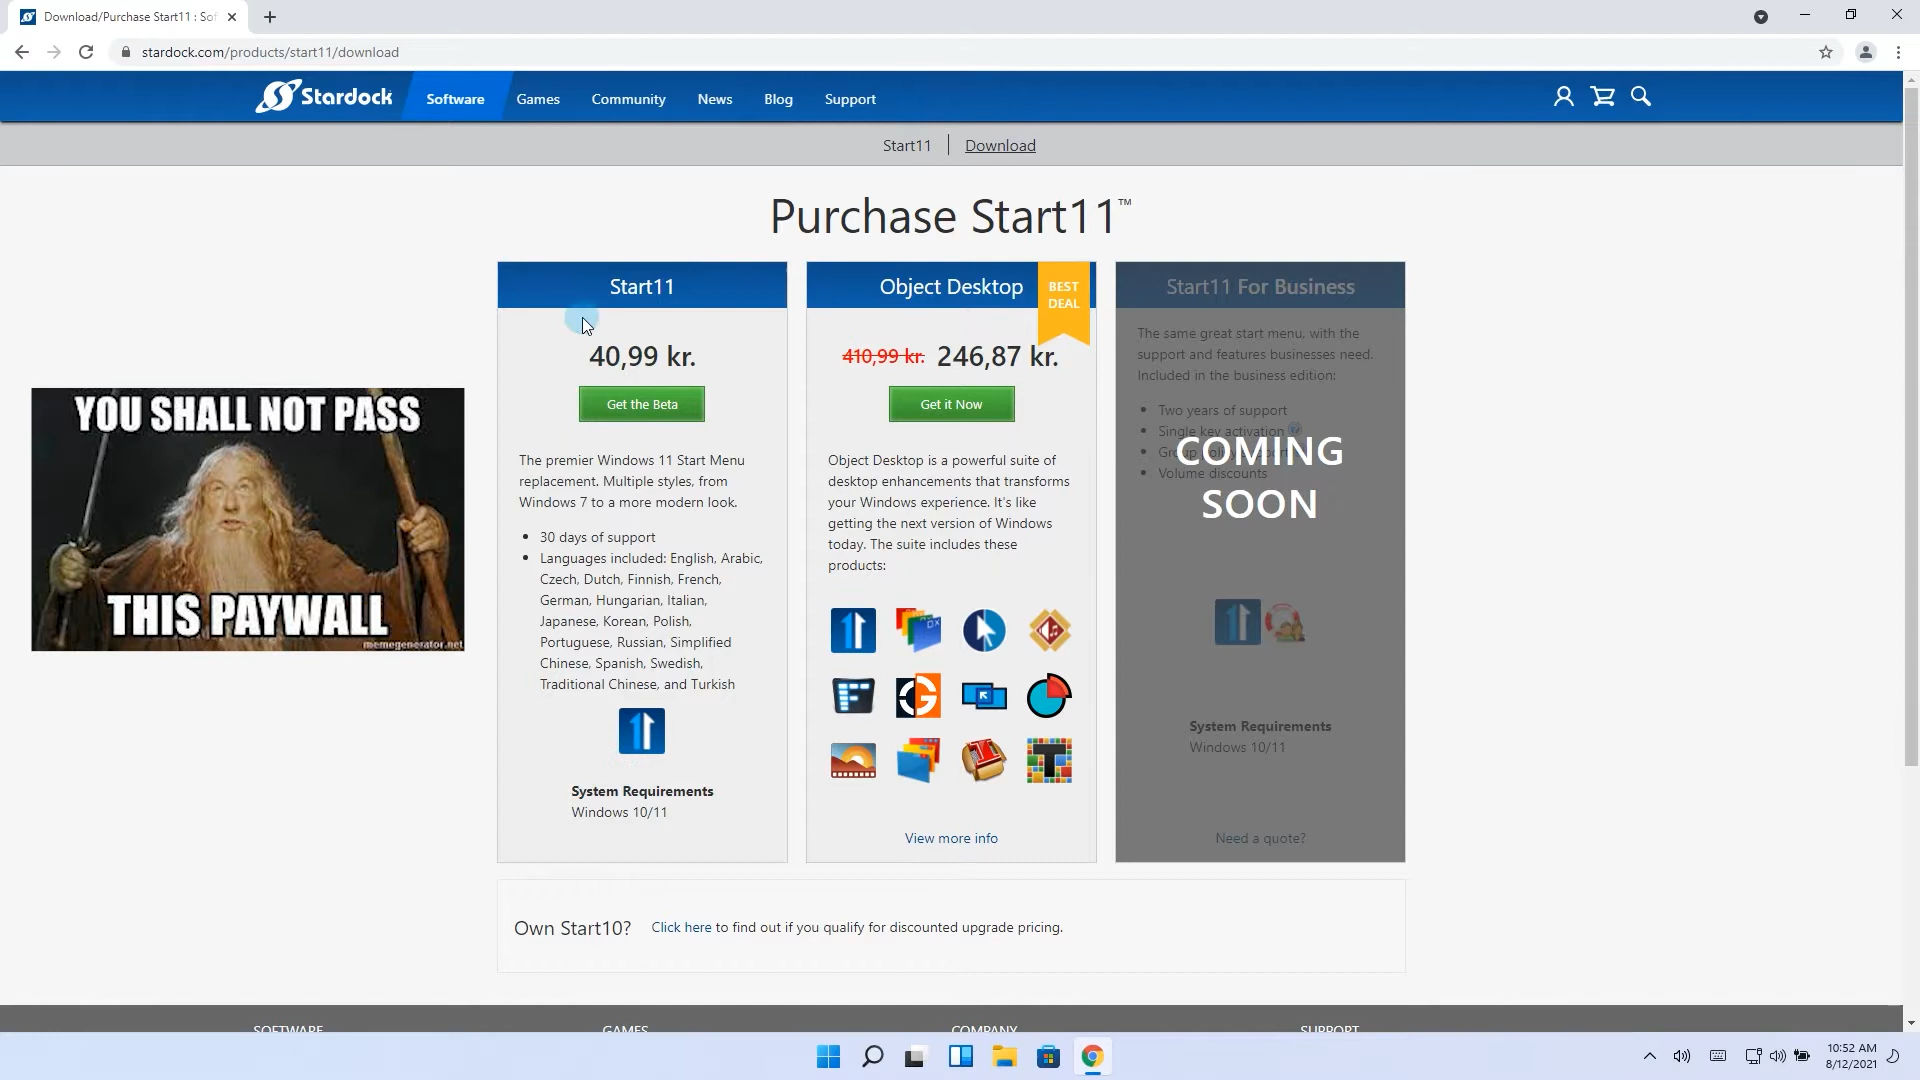 Download/Purchase Start11 : Sof
stardock.com/products/start11/download
Stardock
Software
Games
Community
News
Blog
Support
Start11
Download
Purchase Start11™
YOU SHALL NOT PASS
THIS PAYWALL
memegenerator.net
Start11
40,99 kr.
Get the Beta
The premier Windows 11 Start Menu
replacement. Multiple styles, from
Windows 7 to a more modern look.
30 days of support
Languages included: English, Arabic,
Czech, Dutch, Finnish, French,
German, Hungarian, Italian,
Japanese, Korean, Polish,
Portuguese, Russian, Simplified
Chinese, Spanish, Swedish,
Traditional Chinese, and Turkish
System Requirements
Windows 10/11
Object Desktop
BEST
DEAL
410,99 kr. 246,87 kr.
Get it Now
Object Desktop is a powerful suite of
desktop enhancements that transforms
your Windows experience. It's like
getting the next version of Windows
today. The suite includes these
products:
View more info
Start11 For Business
The same great start menu, with the
support and features businesses need.
Included in the business edition:
Two years of support
Single key activation
Volume discounts
COMING
SOON
System Requirements
Windows 10/11
Need a quote?
Own Start10?
Click here to find out if you qualify for discounted upgrade pricing.
SOFTWARE
GAMES
COMPANY
SUPPORT
10:52 AM
8/12/2021